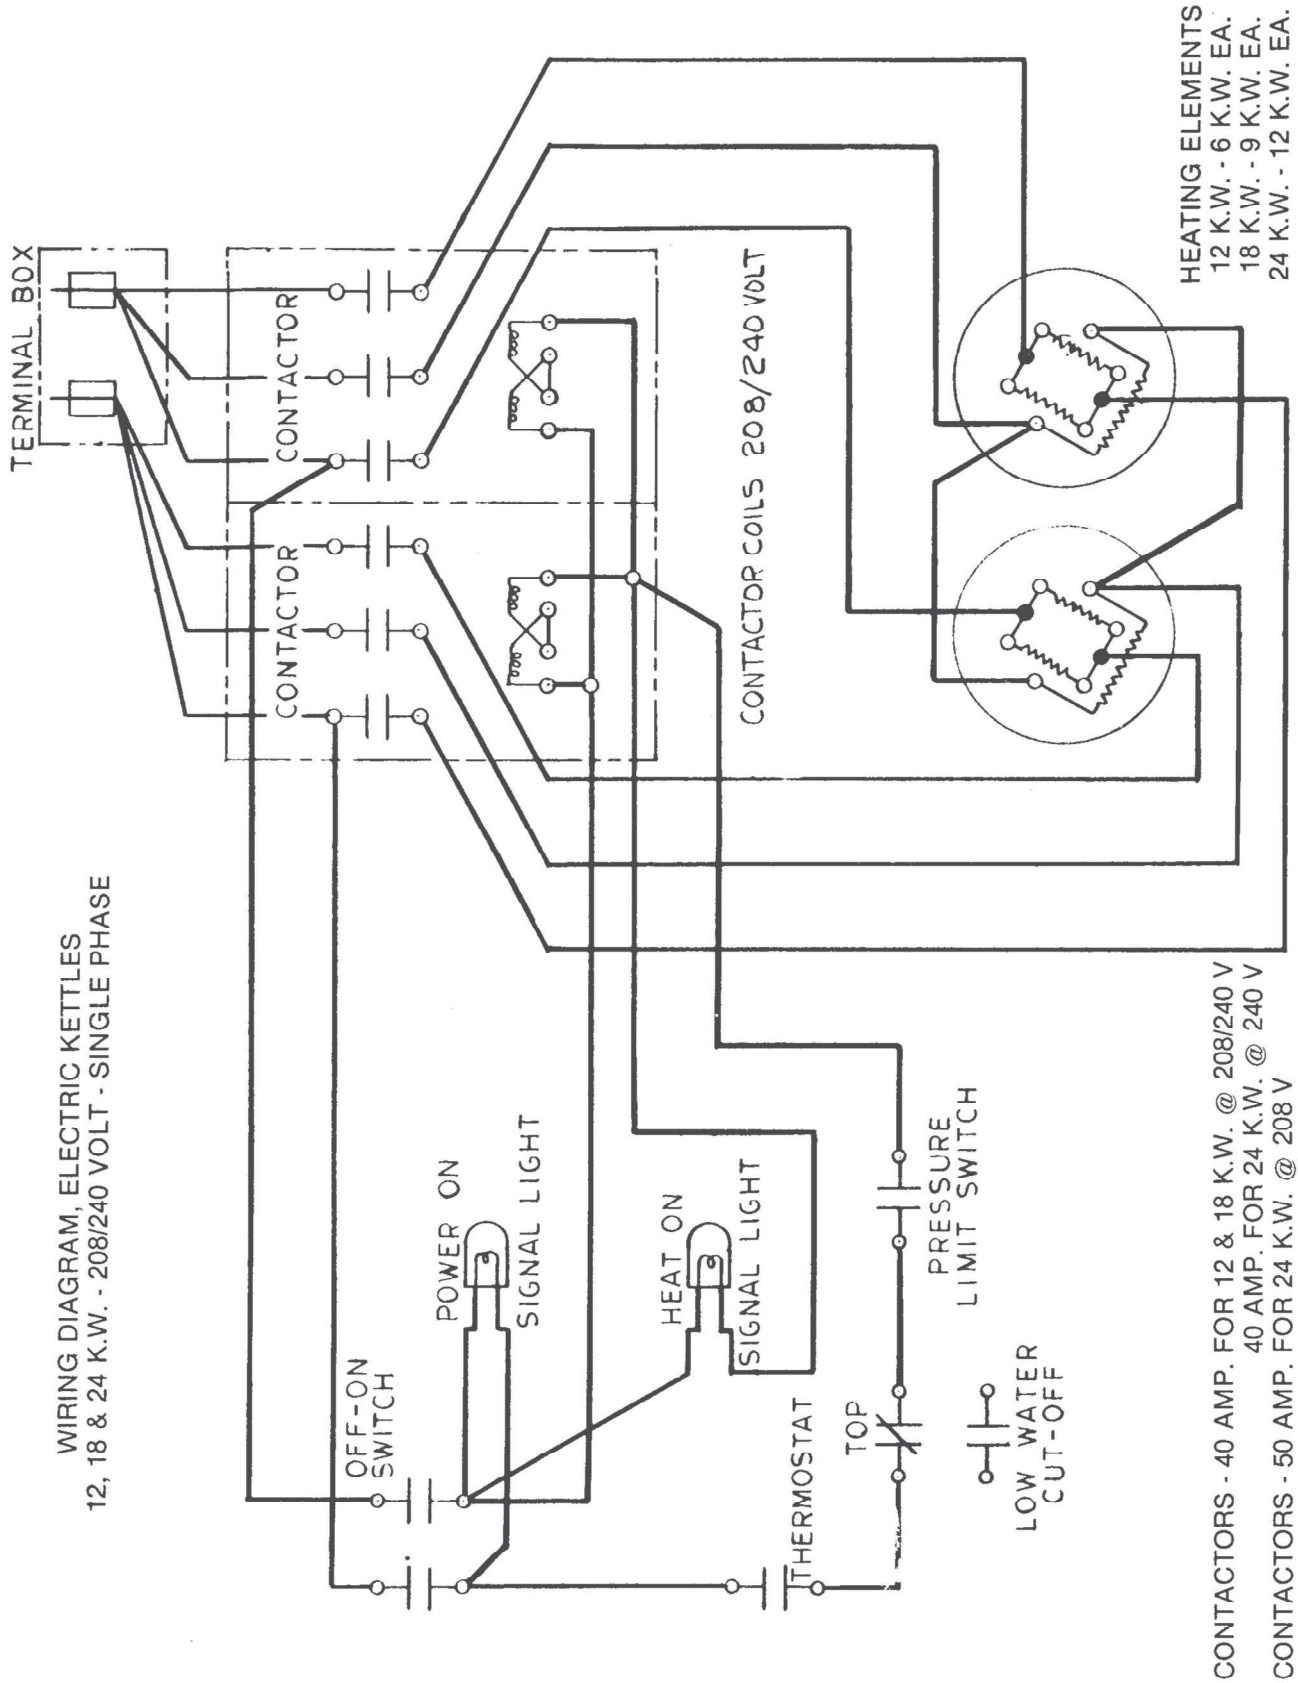 WIRING DIAGRAM, ELECTRIC KETTLES
12, 18 & 24 K.W. - 208/240 VOLT - SINGLE PHASE
TERMINAL BOX
CONTACTOR
CONTACTOR
CONTACTOR COILS 208/240 VOLT
OFF-ON
SWITCH
POWER ON
SIGNAL LIGHT
HEAT ON
SIGNAL LIGHT
THERMOSTAT
TOP
PRESSURE
LIMIT SWITCH
LOW WATER
CUT-OFF
HEATING ELEMENTS
12 K.W. - 6 K.W. EA.
18 K.W. - 9 K.W. EA.
24 K.W. - 12 K.W. EA.
CONTACTORS - 40 AMP. FOR 12 & 18 K.W. @ 208/240 V
40 AMP. FOR 24 K.W. @ 240 V
CONTACTORS - 50 AMP. FOR 24 K.W. @ 208 V